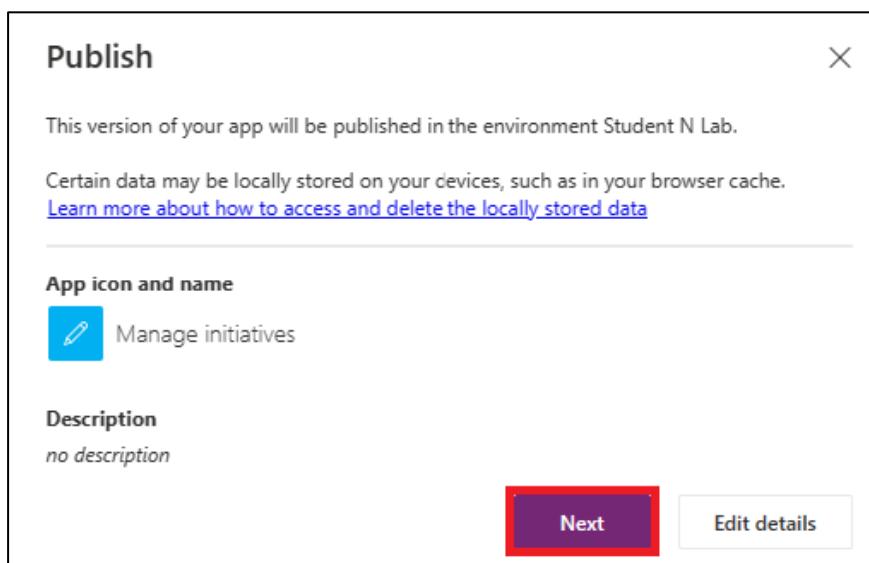 Publish
This version of your app will be published in the environment Student N Lab.
Certain data may be locally stored on your devices, such as in your browser cache.
Learn more about how to access and delete the locally stored data
App icon and name
Manage initiatives
Description
no description
Next
Edit details